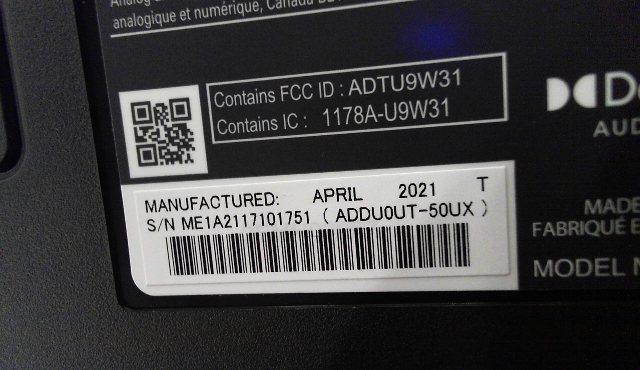 analogique et numérique, Canada
Contains FCC ID : ADTU9W31
Contains IC : 1178A-U9W31
MANUFACTURED: APRIL 2021 T
S/N ME1A2117101751 ( ADDU0UT-50UX )
AUD
MADE
FABRIQUÉ E
MODEL N